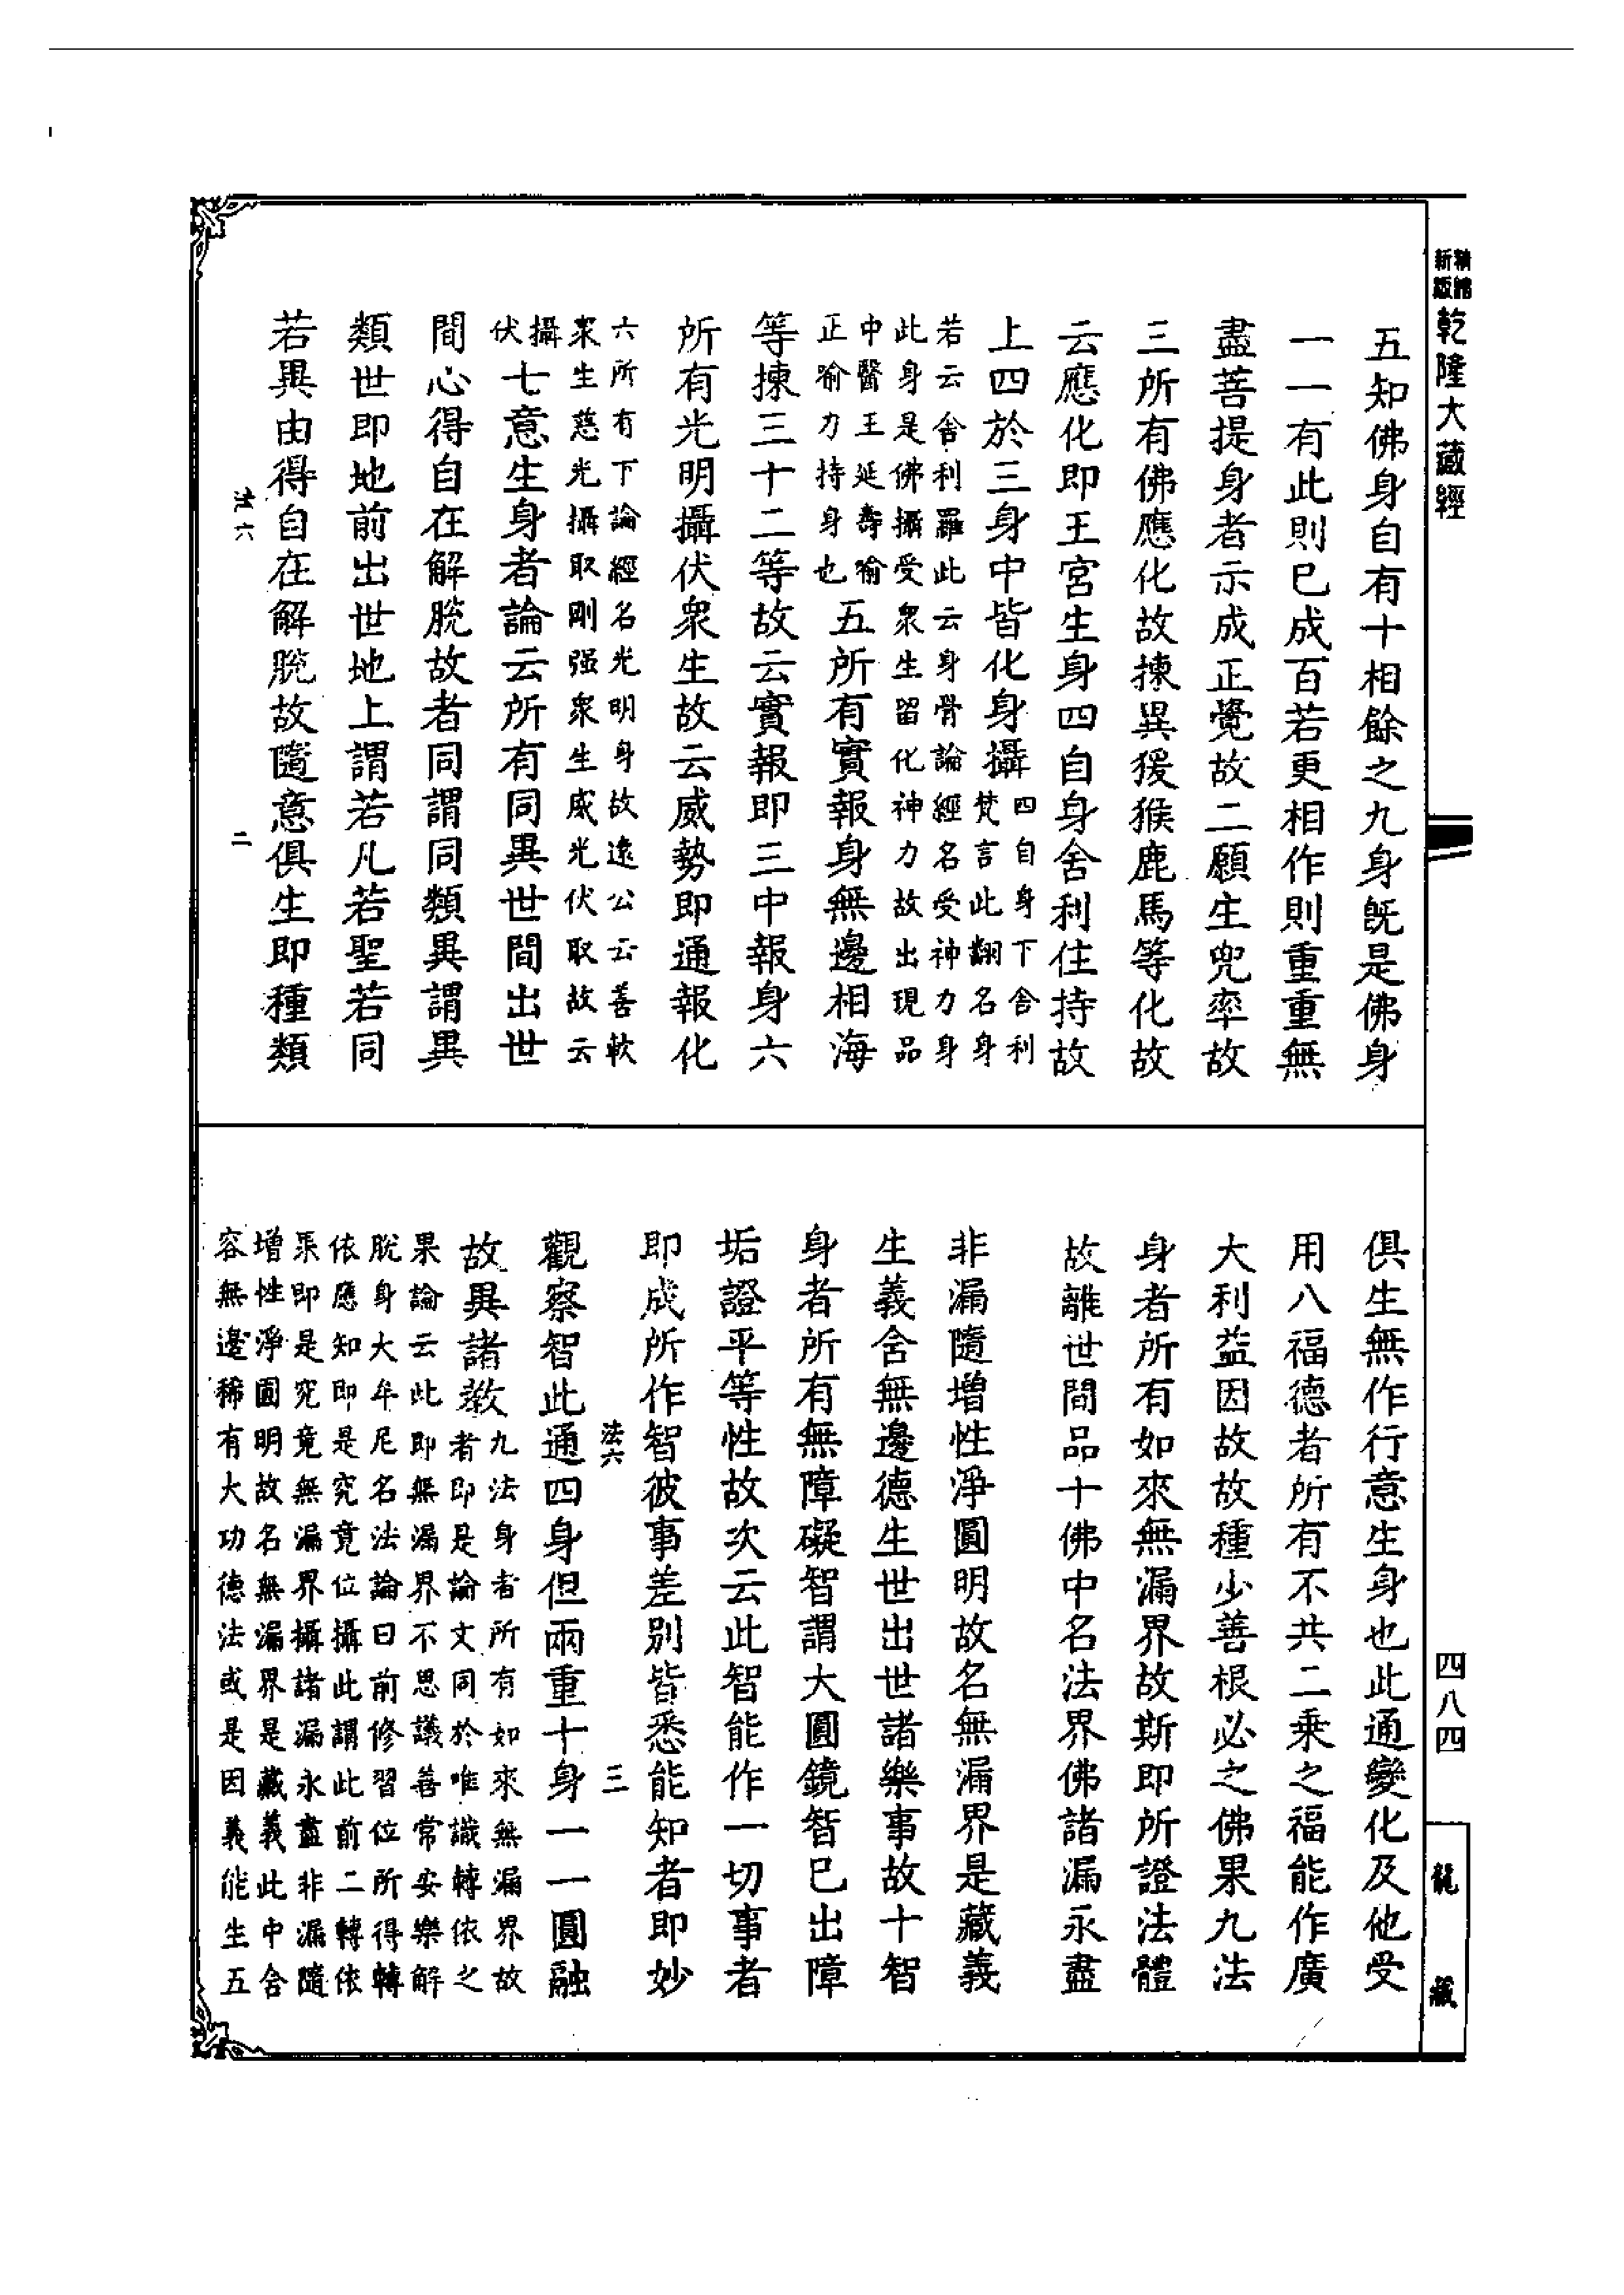 精縮新版 乾隆大藏經
五知佛身自有十相餘之九身旣是佛身
一一有此則已成百若更相作則重重無
盡菩提身者示成正覺故二願生兜率故
三所有佛應化故揀異猨猴鹿馬等化故
云應化即王宮生身四自身舍利住持故
上四於三身中皆化身攝四自身下舍利
梵言此翻名身
若云舍利羅此云身骨論經名受神力身
此身是佛攝受衆生留化神力故出現品
中醫王延壽喻
正喻力持身也五所有實報身無邊相海
等揀三十二等故云實報即三中報身六
所有光明攝伏衆生故云威勢即通報化
六所有下論經名光明身故遠公云善軟
衆生慈光攝取剛强衆生威光伏取故云
攝
伏七意生身者論云所有同異世間出世
間心得自在解脫故者同謂同類異謂異
類世即地前出世地上謂若凡若聖若同
若異由得自在解脫故隨意俱生即種類
法六 二
四八四
龍藏
俱生無作行意生身也此通變化及他受
用八福德者所有不共二乘之福能作廣
大利益因故故種少善根必之佛果九法
身者所有如來無漏界故斯即所證法體
故離世間品十佛中名法界佛諸漏永盡
非漏隨增性淨圓明故名無漏界是藏義
生義含無邊德生世出世諸樂事故十智
身者所有無障礙智謂大圓鏡智已出障
垢證平等性故次云此智能作一切事者
即成所作智彼事差別皆悉能知者即妙
法六 三
觀察智此通四身但兩重十身一一圓融
故異諸教九法身者所有如來無漏界故
者即是論文同於唯識轉依之
果論云此即無漏界不思議善常安樂解
脫身大牟尼名法論曰前修習位所得轉
依應知即是究竟位攝此謂此前二轉依
果即是究竟無漏界攝諸漏永盡非漏隨
增性淨圓明故名無漏界是藏義此中含
容無邊稀有大功德法或是因義能生五